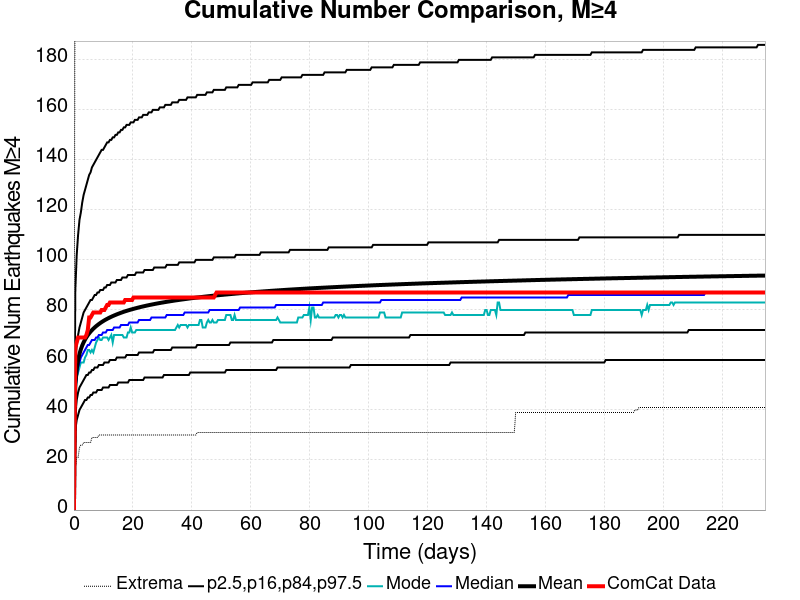 Cumulative Number Comparison, M≥4
Cumulative Num Earthquakes M≥4
180
160
140
120
100
80
60
40
20
0
0 20 40 60 80 100 120 140 160 180 200 220
Time (days)
Extrema p2.5,p16,p84,p97.5 Mode Median Mean ComCat Data